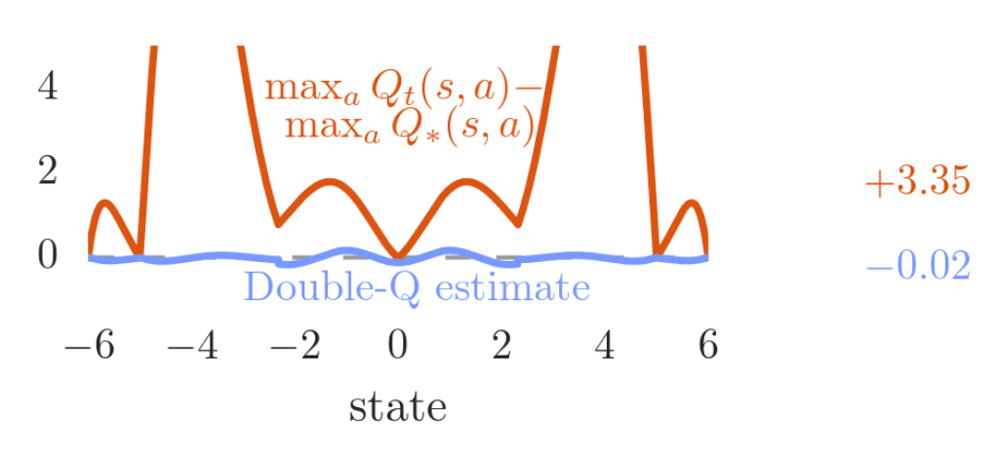 4
max_a Q_t(s, a)−
max_a Q_*(s, a)
2
+3.35
0
−0.02
Double-Q estimate
−6 −4 −2 0 2 4 6
state